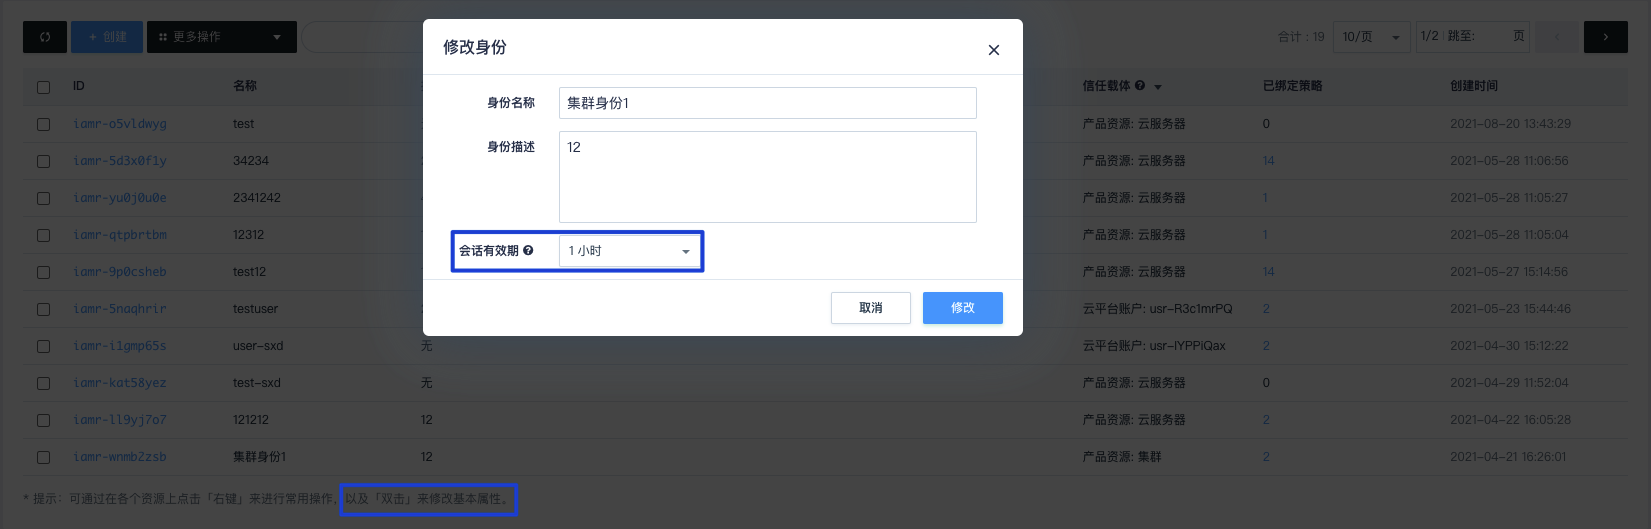 + 创建 更多操作 合计 : 19 10/页 1/2 跳至: 页
修改身份
身份名称 集群身份1
身份描述 12
会话有效期 1 小时
取消 修改
ID 名称 信任载体 已绑定策略 创建时间
iamr-o5vldwyg test 产品资源: 云服务器 0 2021-08-20 13:43:29
iamr-5d3x0f1y 34234 产品资源: 云服务器 14 2021-05-28 11:06:56
iamr-yu0j0u0e 2341242 产品资源: 云服务器 1 2021-05-28 11:05:27
iamr-qtpbrtbm 12312 产品资源: 云服务器 1 2021-05-28 11:05:04
iamr-9p0csheb test12 产品资源: 云服务器 14 2021-05-27 15:14:56
iamr-5naqhrir testuser 云平台账户: usr-R3c1mrPQ 2 2021-05-23 15:44:46
iamr-i1gmp65s user-sxd 无 云平台账户: usr-lYPPiQax 2 2021-04-30 15:12:22
iamr-kat58yez test-sxd 无 产品资源: 云服务器 0 2021-04-29 11:52:04
iamr-ll9yj7o7 121212 12 产品资源: 云服务器 2 2021-04-22 16:05:28
iamr-wnmb2zsb 集群身份1 12 产品资源: 集群 2 2021-04-21 16:26:01
* 提示: 可通过在各个资源上点击「右键」来进行常用操作, 以及「双击」来修改基本属性。